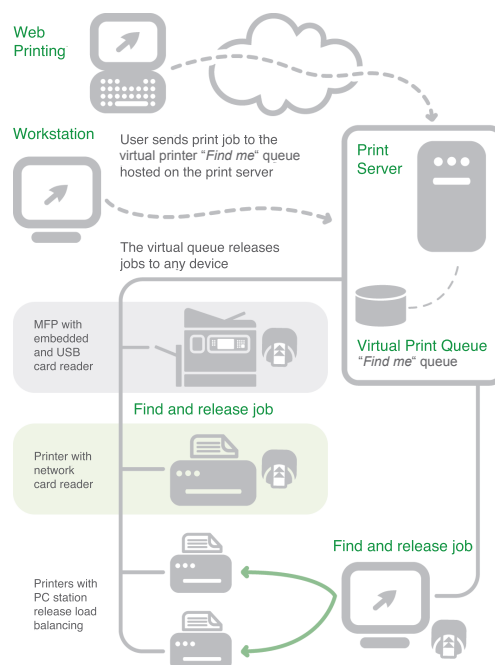 Web
Printing
Workstation
User sends print job to the
virtual printer “Find me“ queue
hosted on the print server
Print
Server
The virtual queue releases
jobs to any device
Virtual Print Queue
“Find me“ queue
MFP with
embedded
and USB
card reader
Find and release job
Printer with
network
card reader
Find and release job
Printers with
PC station
release load
balancing